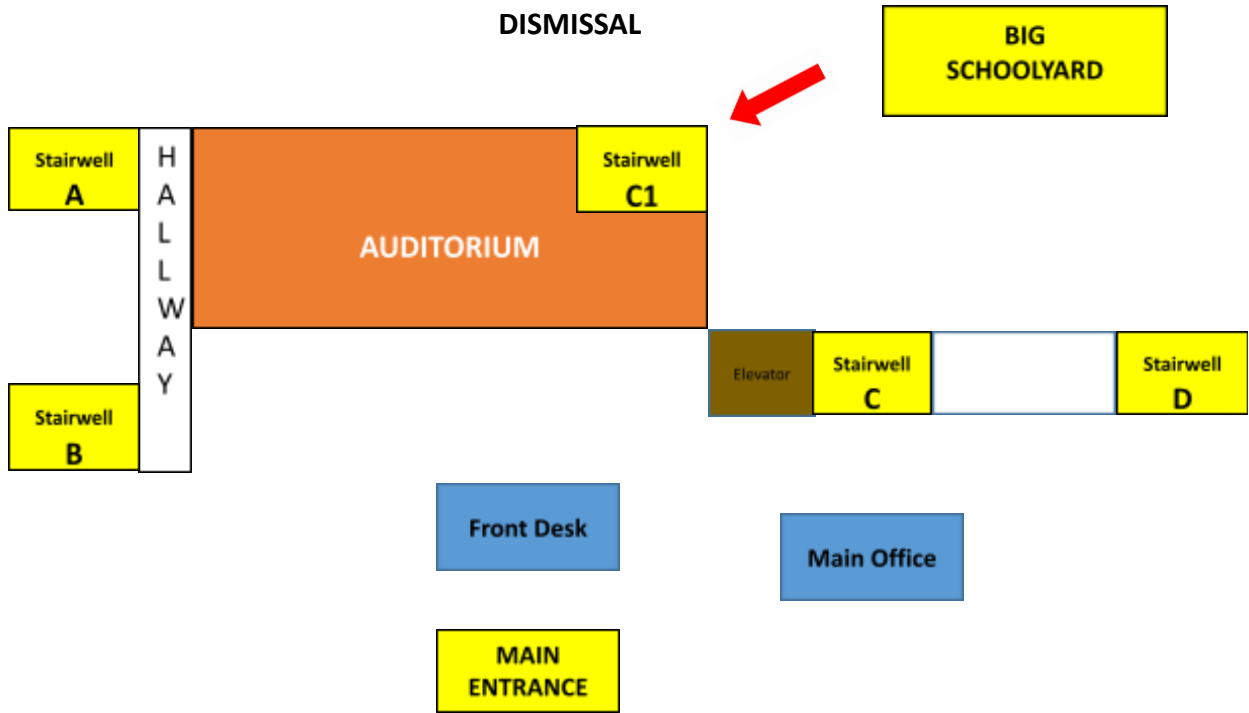 DISMISSAL
BIG
SCHOOLYARD
Stairwell
A
H
A
L
L
W
A
Y
Stairwell
C1
AUDITORIUM
Elevator
Stairwell
C
Stairwell
D
Stairwell
B
Front Desk
Main Office
MAIN
ENTRANCE